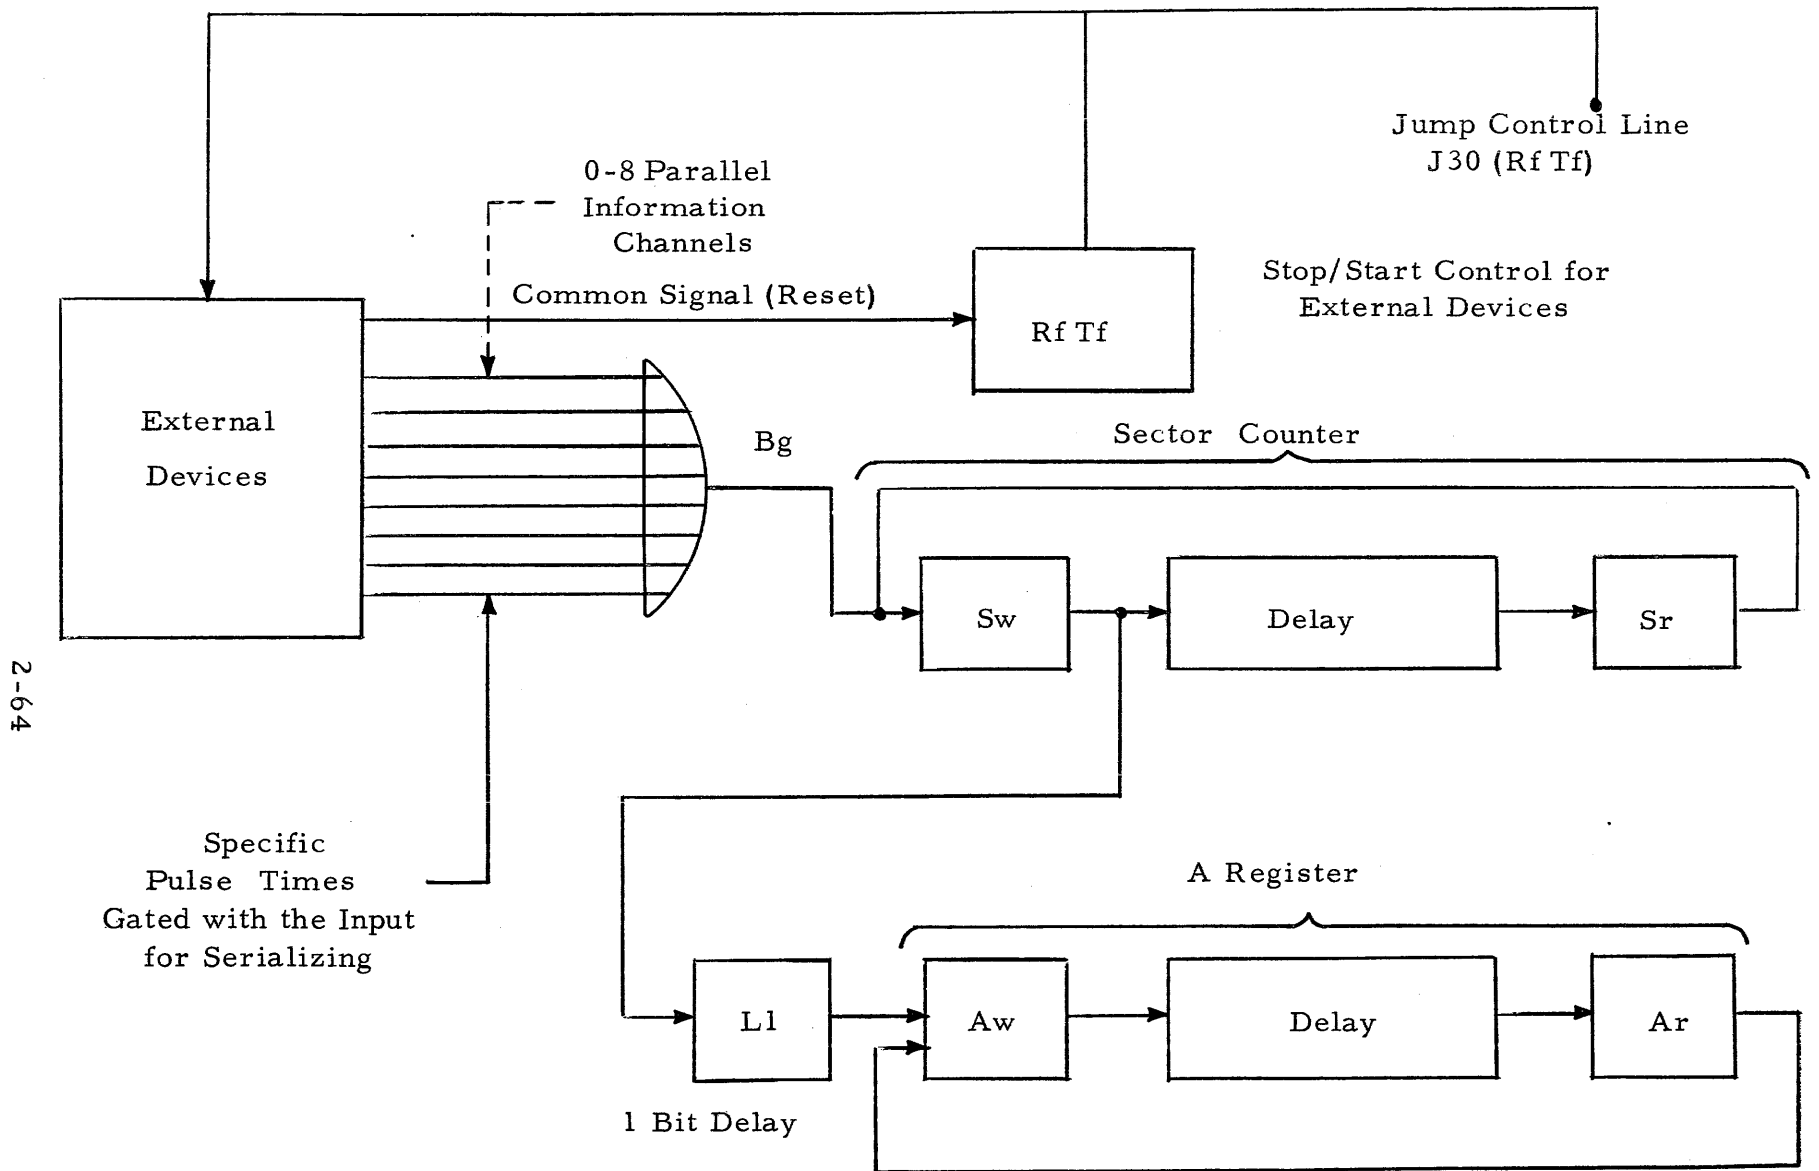 Jump Control Line
J30 (Rf Tf)
0-8 Parallel
Information
Channels
Common Signal (Reset)
Rf Tf
Stop/Start Control for
External Devices
External
Devices
Bg
Sector Counter
Sw
Delay
Sr
2-64
Specific
Pulse Times
Gated with the Input
for Serializing
A Register
L1
Aw
Delay
Ar
1 Bit Delay